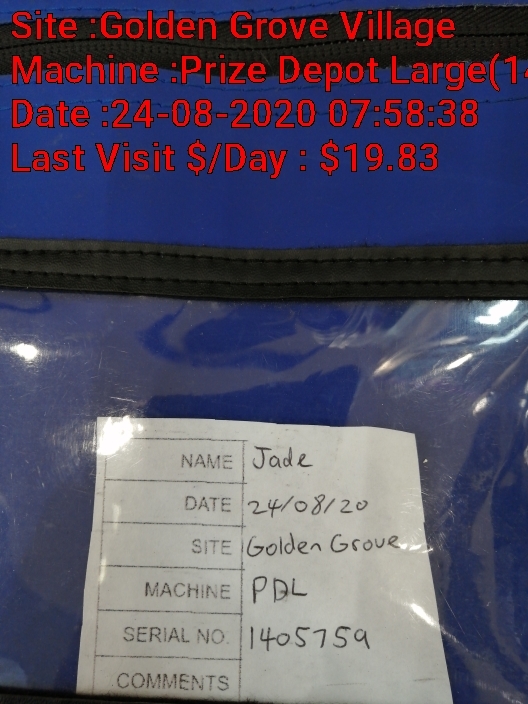 Site :Golden Grove Village
Machine :Prize Depot Large(14
Date :24-08-2020 07:58:38
Last Visit $/Day : $19.83
NAME Jade
DATE 24/08/20
SITE Golden Grove
MACHINE PDL
SERIAL NO. 1405759
COMMENTS